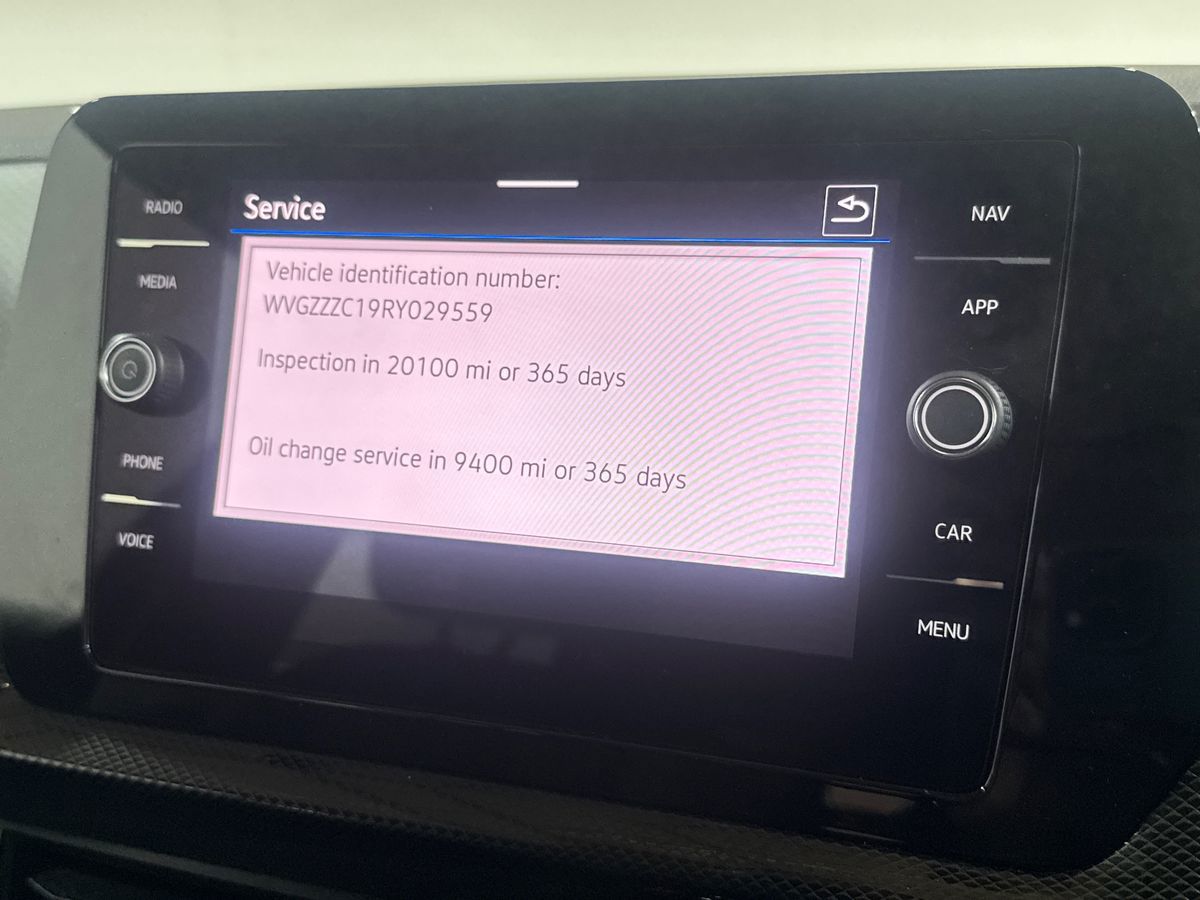 RADIO
MEDIA
PHONE
VOICE
Service
Vehicle identification number:
WVGZZZC19RY029559
Inspection in 20100 mi or 365 days
Oil change service in 9400 mi or 365 days
NAV
APP
CAR
MENU